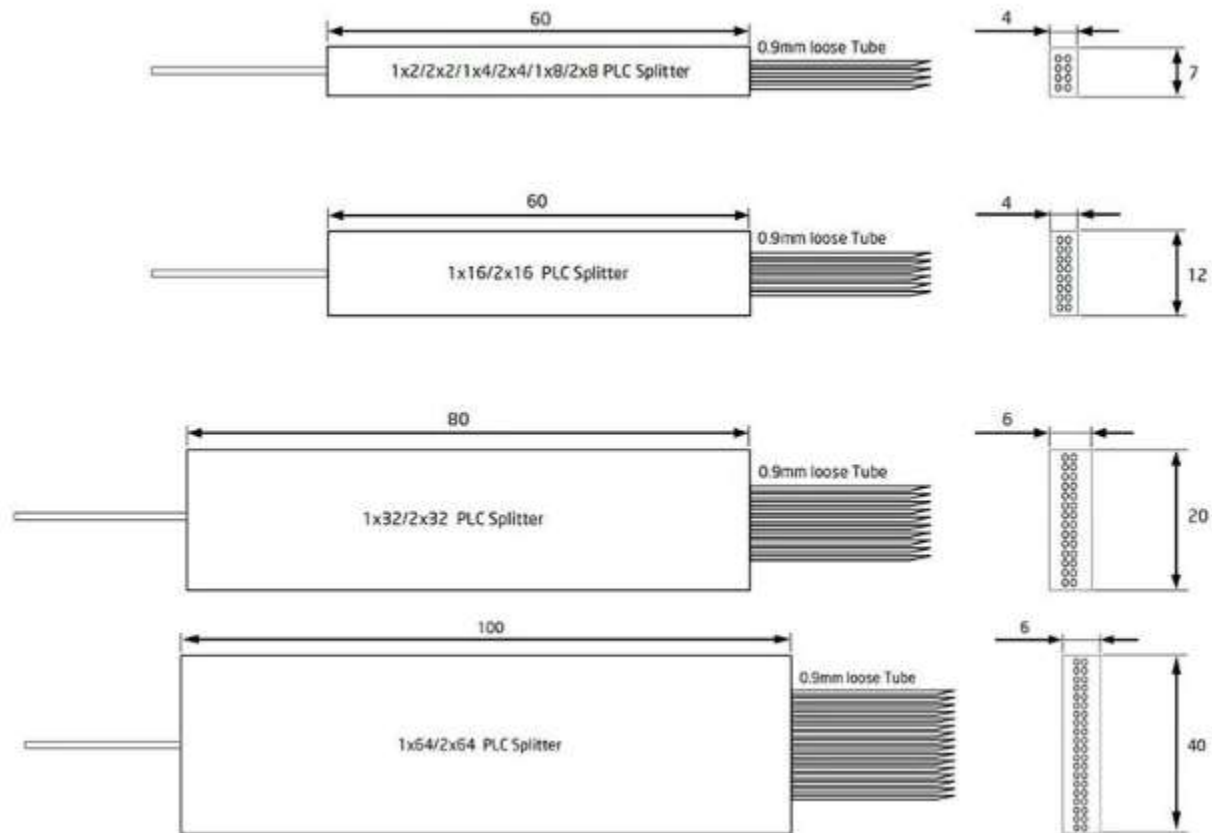 60
4
0.9mm loose Tube
1x2/2x2/1x4/2x4/1x8/2x8 PLC Splitter
7
60
4
0.9mm loose Tube
1x16/2x16 PLC Splitter
12
80
6
0.9mm loose Tube
1x32/2x32 PLC Splitter
20
100
6
0.9mm loose Tube
1x64/2x64 PLC Splitter
40